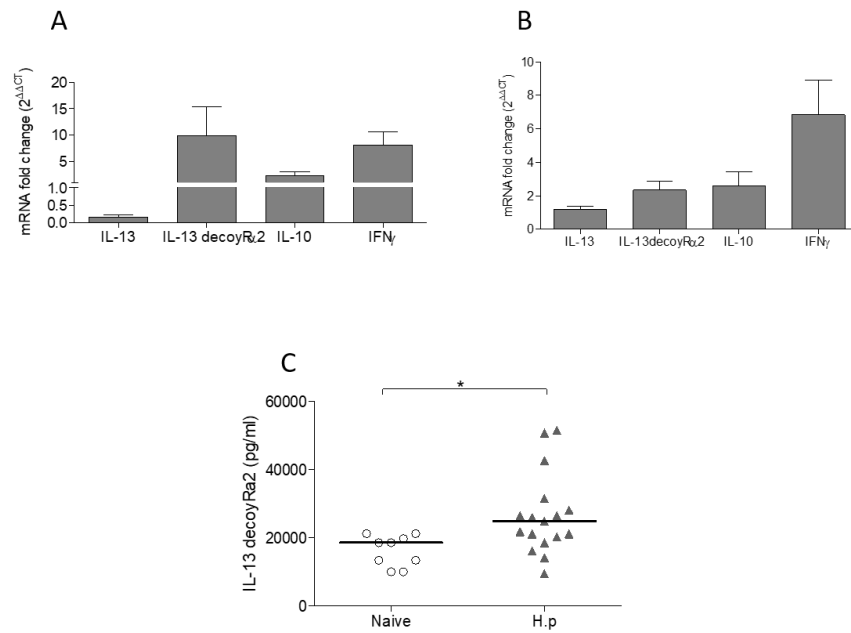 A
mRNA fold change (2^ΔΔCT)
20
15
10
5
1.0
0.5
0.0
IL-13
IL-13 decoyRα2
IL-10
IFNγ
B
mRNA fold change (2^ΔΔCT)
10
8
6
4
2
0
IL-13
IL-13decoyRα2
IL-10
IFNγ
C
*
IL-13 decoyRa2 (pg/ml)
60000
40000
20000
0
Naive
H.p